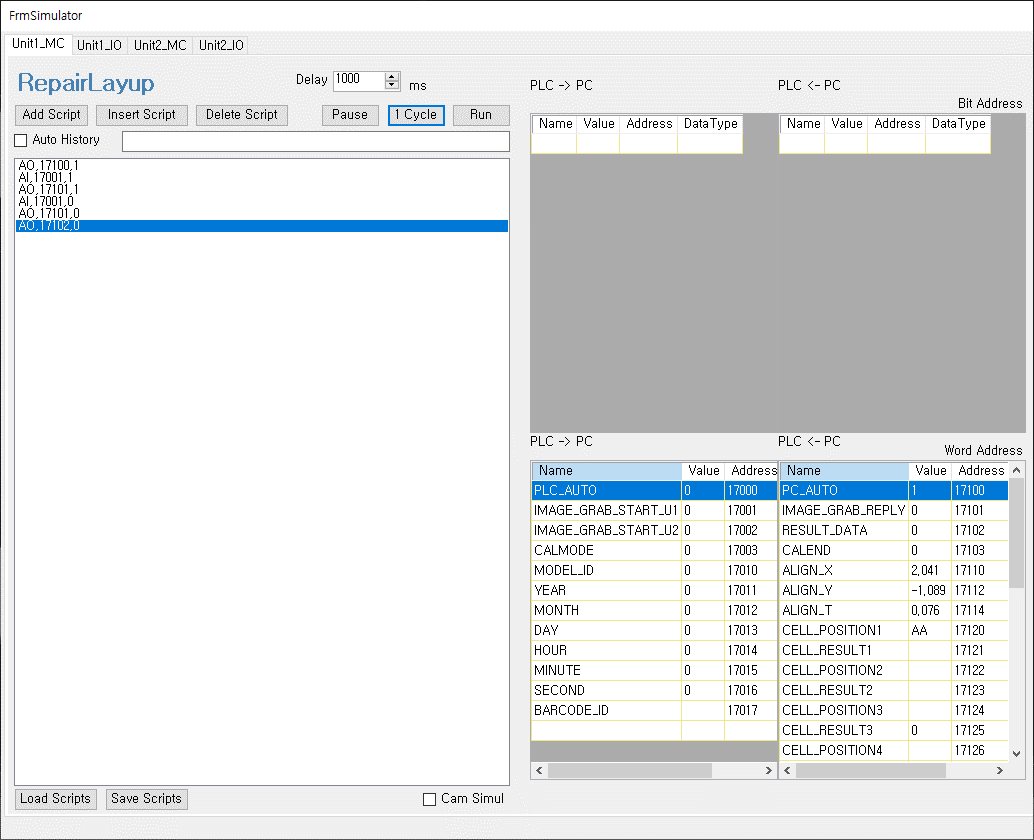 FrmSimulator
Unit1_MC Unit1_IO Unit2_MC Unit2_IO
RepairLayup
Delay 1000 ms
Add Script Insert Script Delete Script Pause 1 Cycle Run
Auto History
AO,17100,1
AI,17001,1
AO,17101,1
AI,17001,0
AO,17101,0
AO,17102,0
Load Scripts Save Scripts Cam Simul
PLC -> PC PLC <- PC
Bit Address
Name Value Address DataType Name Value Address DataType
PLC -> PC PLC <- PC
Word Address
Name Value Address Name Value Address
PLC_AUTO 0 17000 PC_AUTO 1 17100
IMAGE_GRAB_START_U1 0 17001 IMAGE_GRAB_REPLY 0 17101
IMAGE_GRAB_START_U2 0 17002 RESULT_DATA 0 17102
CALMODE 0 17003 CALEND 0 17103
MODEL_ID 0 17010 ALIGN_X 2,041 17110
YEAR 0 17011 ALIGN_Y -1,089 17112
MONTH 0 17012 ALIGN_T 0,076 17114
DAY 0 17013 CELL_POSITION1 AA 17120
HOUR 0 17014 CELL_RESULT1 17121
MINUTE 0 17015 CELL_POSITION2 17122
SECOND 0 17016 CELL_RESULT2 17123
BARCODE_ID 17017 CELL_POSITION3 17124
CELL_RESULT3 0 17125
CELL_POSITION4 17126